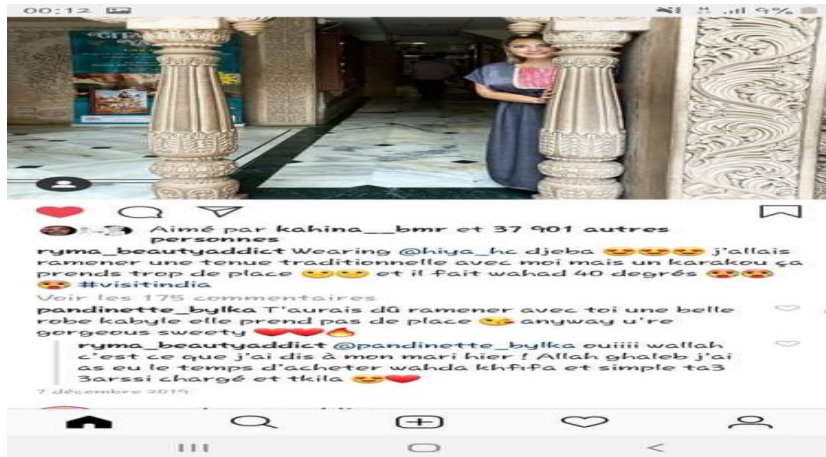 00:12
9%
GITA
Aimé par kahina__bmr et 37 901 autres
personnes
ryma_beautyaddict Wearing @hiya_hc djeba 😍😍😍 j'allais
ramener une tenue traditionnelle avec moi mais un karakou ça
prends trop de place 🙄🙄 et il fait wahad 40 degrés 😍😍
😍 #visitindia
Voir les 175 commentaires
pandinette_bylka T'aurais dû ramener avec toi une belle
robe kabyle elle prend pas de place 😘 anyway u're
gorgeous sweety ❤️❤️🔥
ryma_beautyaddict @pandinette_bylka ouiiii wallah
c'est ce que j'ai dis à mon mari hier ! Allah ghaleb j'ai
as eu le temps d'acheter wahda khfifa et simple ta3
3arssi chargé et tkila 😍❤️
7 décembre 2019